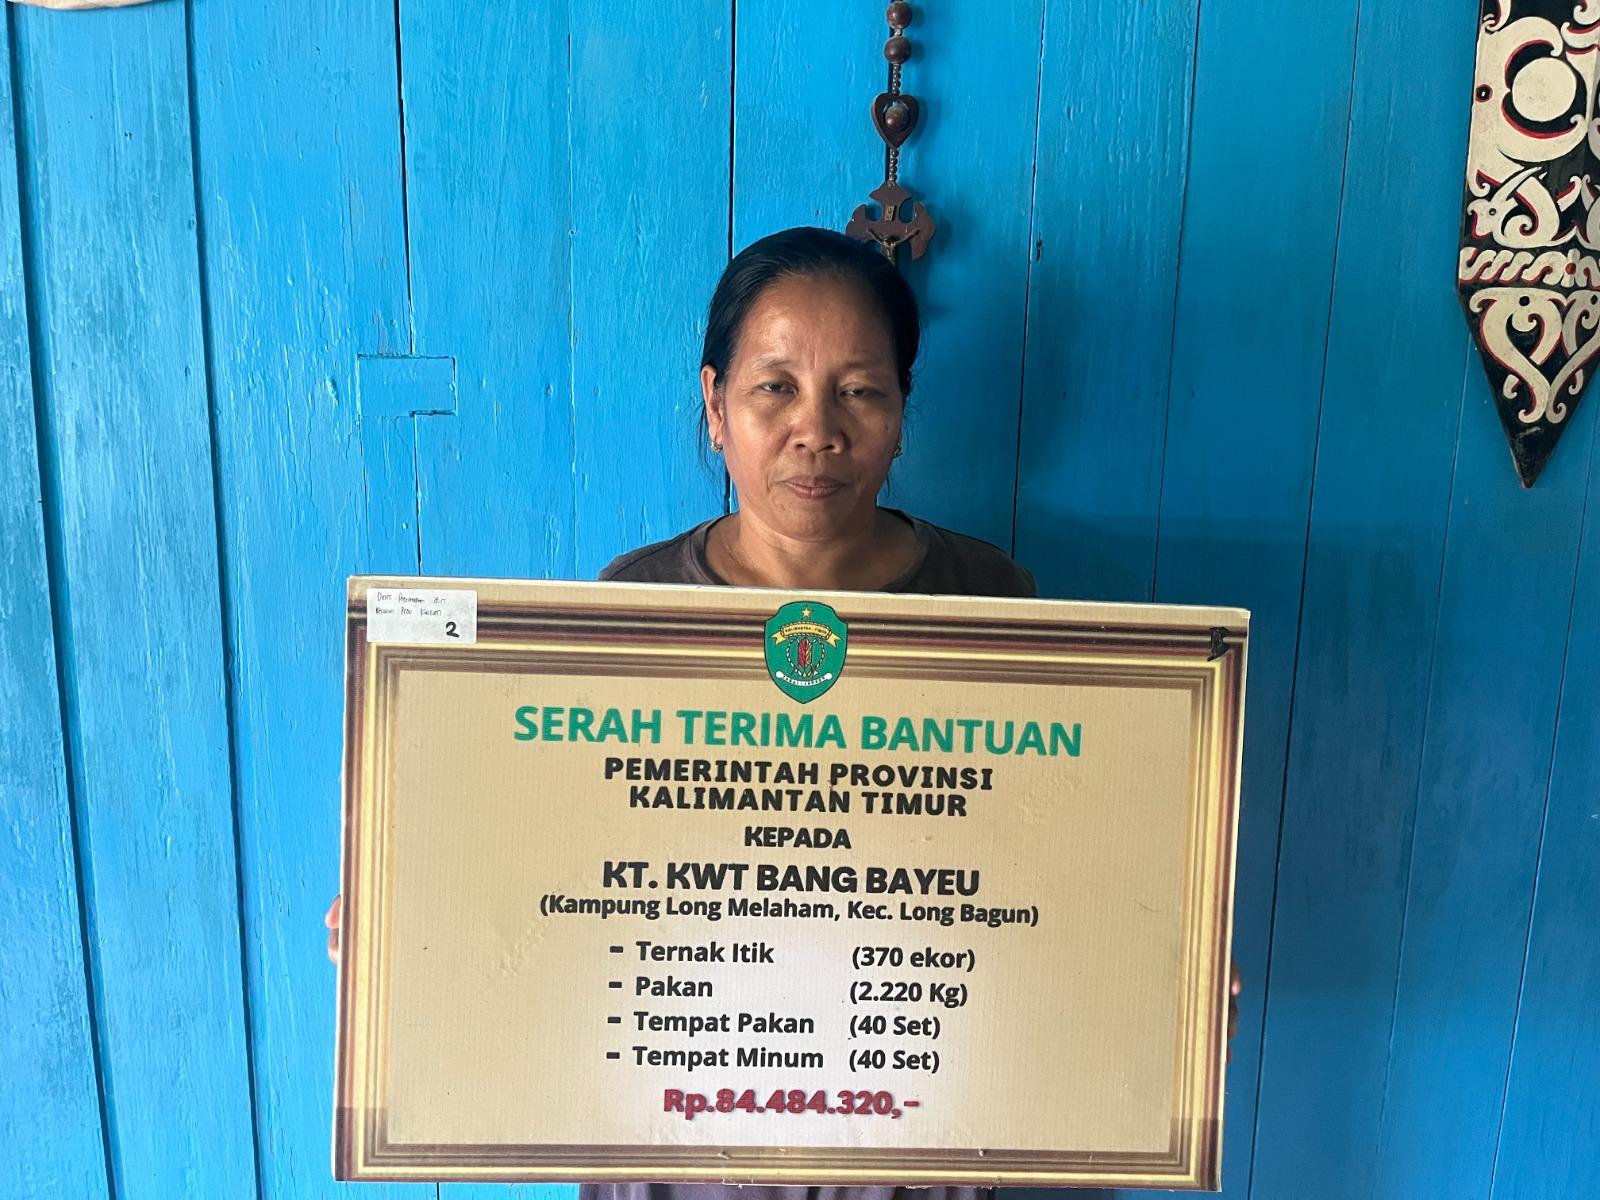 2
KALIMANTAN TIMUR
SERAH TERIMA BANTUAN
PEMERINTAH PROVINSI
KALIMANTAN TIMUR
KEPADA
KT. KWT BANG BAYEU
(Kampung Long Melaham, Kec. Long Bagun)
- Ternak Itik (370 ekor)
- Pakan (2.220 Kg)
- Tempat Pakan (40 Set)
- Tempat Minum (40 Set)
Rp.84.484.320,-